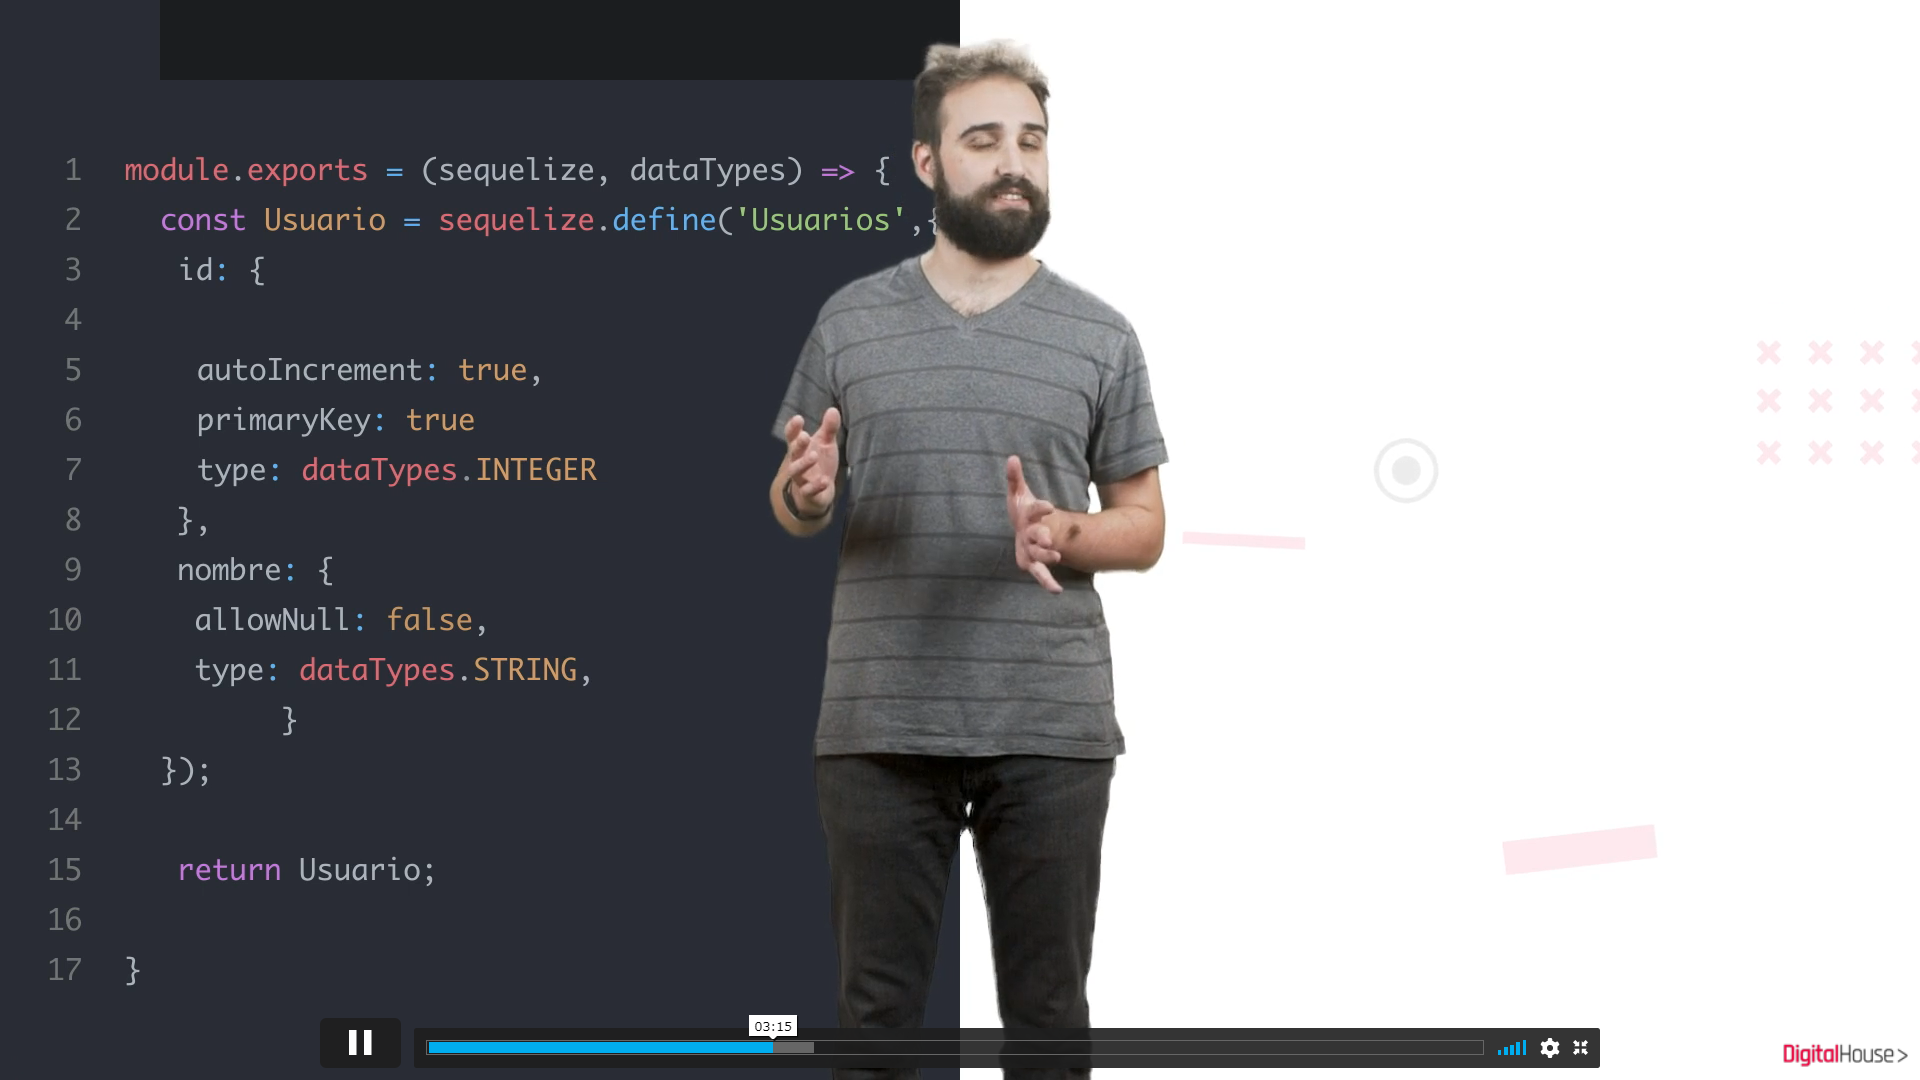 1 module.exports = (sequelize, dataTypes) => {
2 const Usuario = sequelize.define('Usuarios',{
3 id: {
4
5 autoIncrement: true,
6 primaryKey: true
7 type: dataTypes.INTEGER
8 },
9 nombre: {
10 allowNull: false,
11 type: dataTypes.STRING,
12 }
13 });
14
15 return Usuario;
16
17 }
03:15
DigitalHouse>